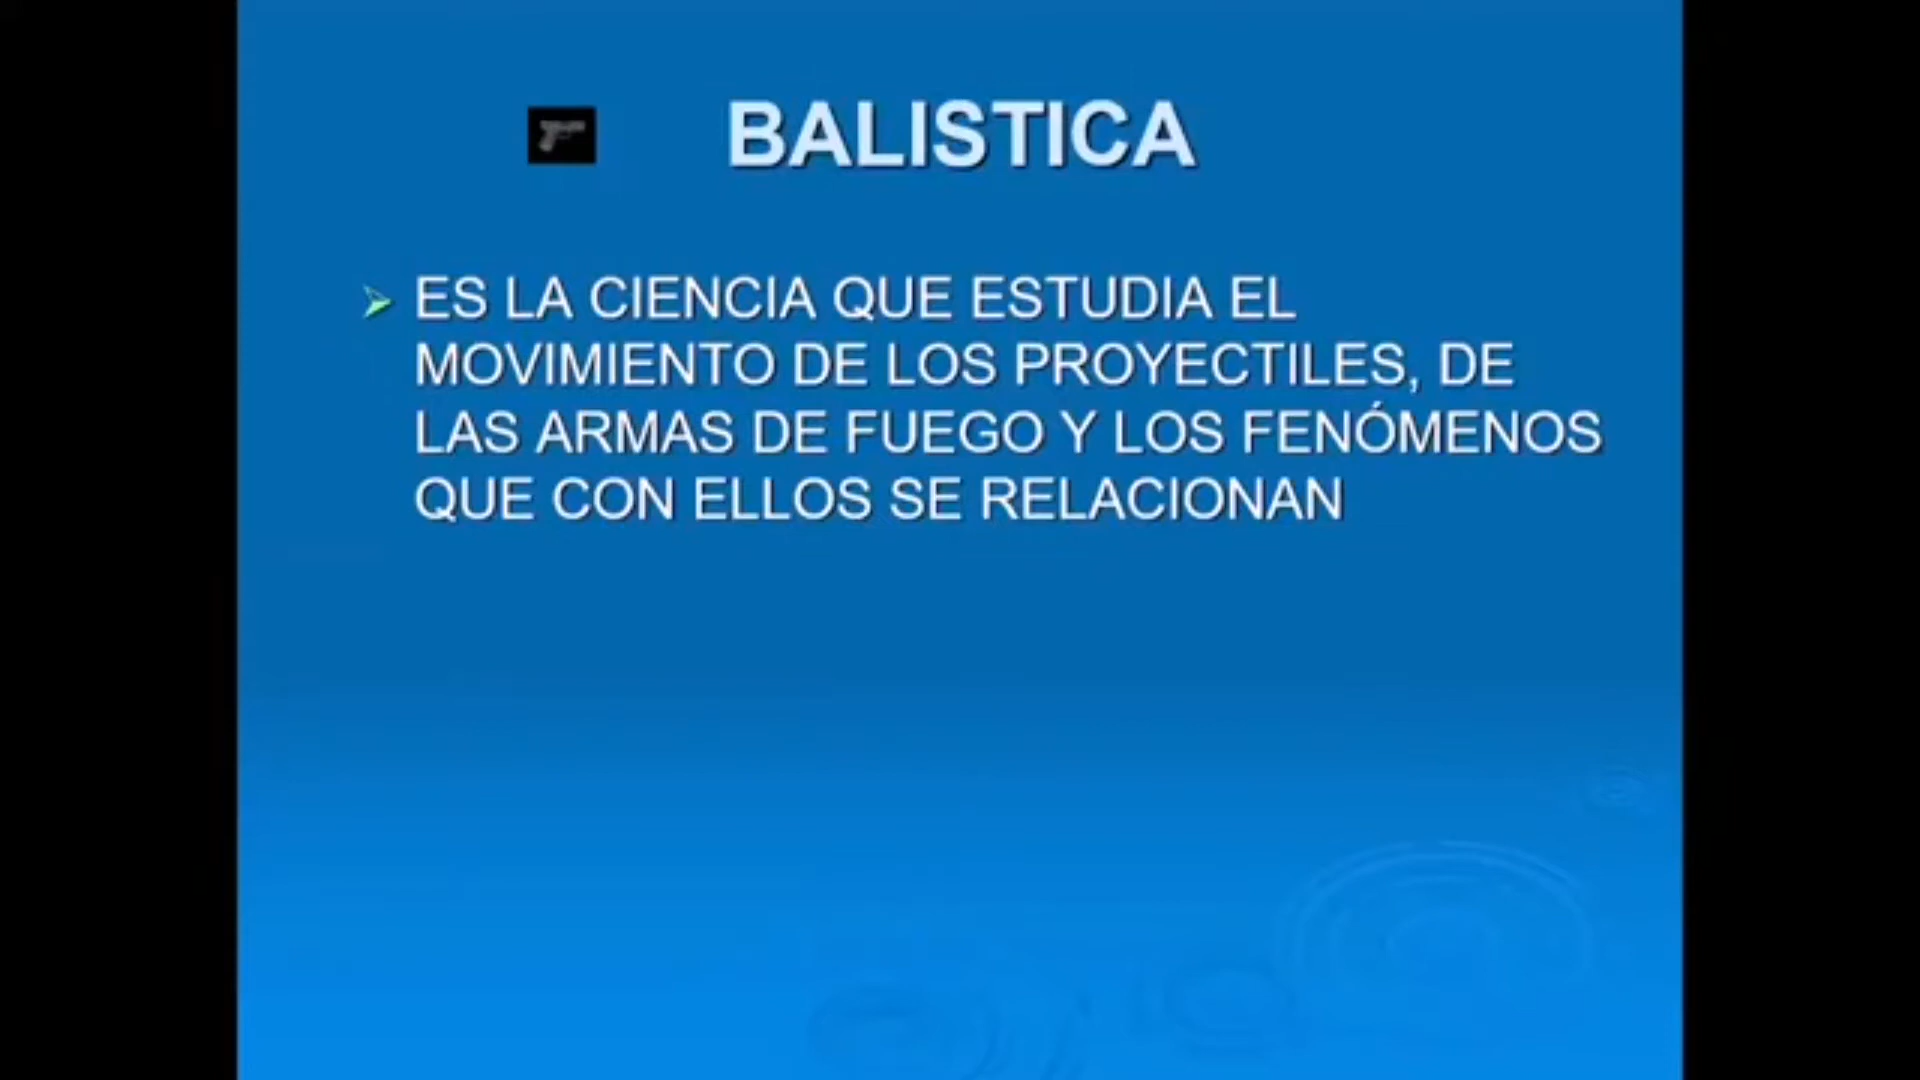 BALISTICA
ES LA CIENCIA QUE ESTUDIA EL
MOVIMIENTO DE LOS PROYECTILES, DE
LAS ARMAS DE FUEGO Y LOS FENÓMENOS
QUE CON ELLOS SE RELACIONAN